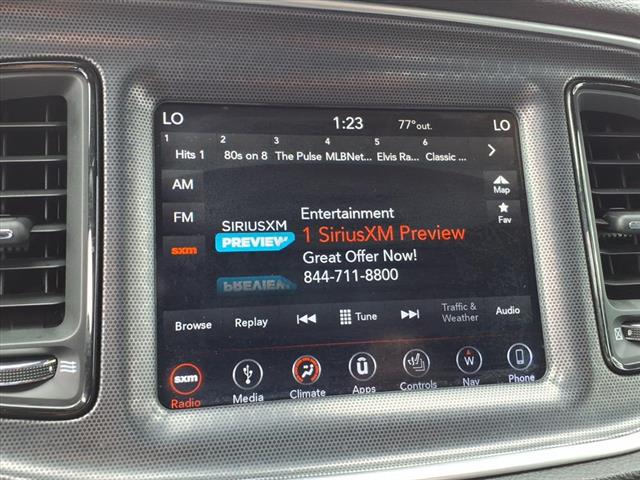 LO 1:23 77°out. LO
1 2 3 4 5 6
Hits 1 80s on 8 The Pulse MLBNet... Elvis Ra... Classic ...
AM
Map
FM
Fav
sxm
SIRIUSXM
PREVIEW
Entertainment
1 SiriusXM Preview
Great Offer Now!
844-711-8800
PREVIEW
Browse Replay Tune Traffic & Weather Audio
sxm ü W
Radio Media Climate Apps Controls Nav Phone